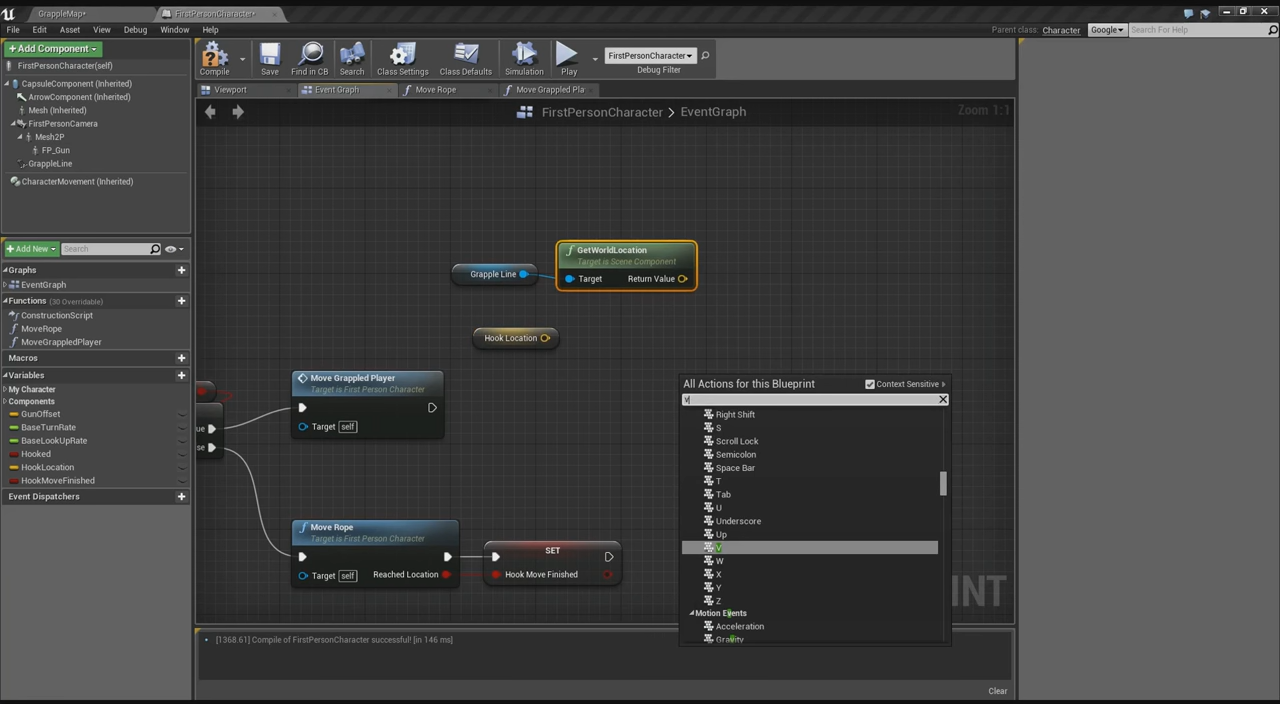 GrappleMap*
FirstPersonCharacter*
File Edit Asset View Debug Window Help
Parent class: Character Google Search For Help
Add Component
FirstPersonCharacter(self)
CapsuleComponent (Inherited)
ArrowComponent (Inherited)
Mesh (Inherited)
FirstPersonCamera
Mesh2P
FP_Gun
GrappleLine
CharacterMovement (Inherited)
Compile Save Find in CB Search Class Settings Class Defaults Simulation Play
FirstPersonCharacter
Debug Filter
Viewport Event Graph Move Rope Move Grappled Pla
FirstPersonCharacter > EventGraph
Zoom 1:1
Add New Search
Graphs
EventGraph
Functions (30 Overridable)
ConstructionScript
MoveRope
MoveGrappledPlayer
Macros
Variables
My Character
Components
GunOffset
BaseTurnRate
BaseLookUpRate
Hooked
HookLocation
HookMoveFinished
Event Dispatchers
GetWorldLocation
Target is Scene Component
Grapple Line
Target Return Value
Hook Location
Move Grappled Player
Target is First Person Character
Target self
ue
se
Move Rope
Target is First Person Character
Target self Reached Location
SET
Hook Move Finished
All Actions for this Blueprint Context Sensitive
v
Right Shift
S
Scroll Lock
Semicolon
Space Bar
T
Tab
U
Underscore
Up
V
W
X
Y
Z
Motion Events
Acceleration
Gravity
INT
[1368.61] Compile of FirstPersonCharacter successful! [in 146 ms]
Clear